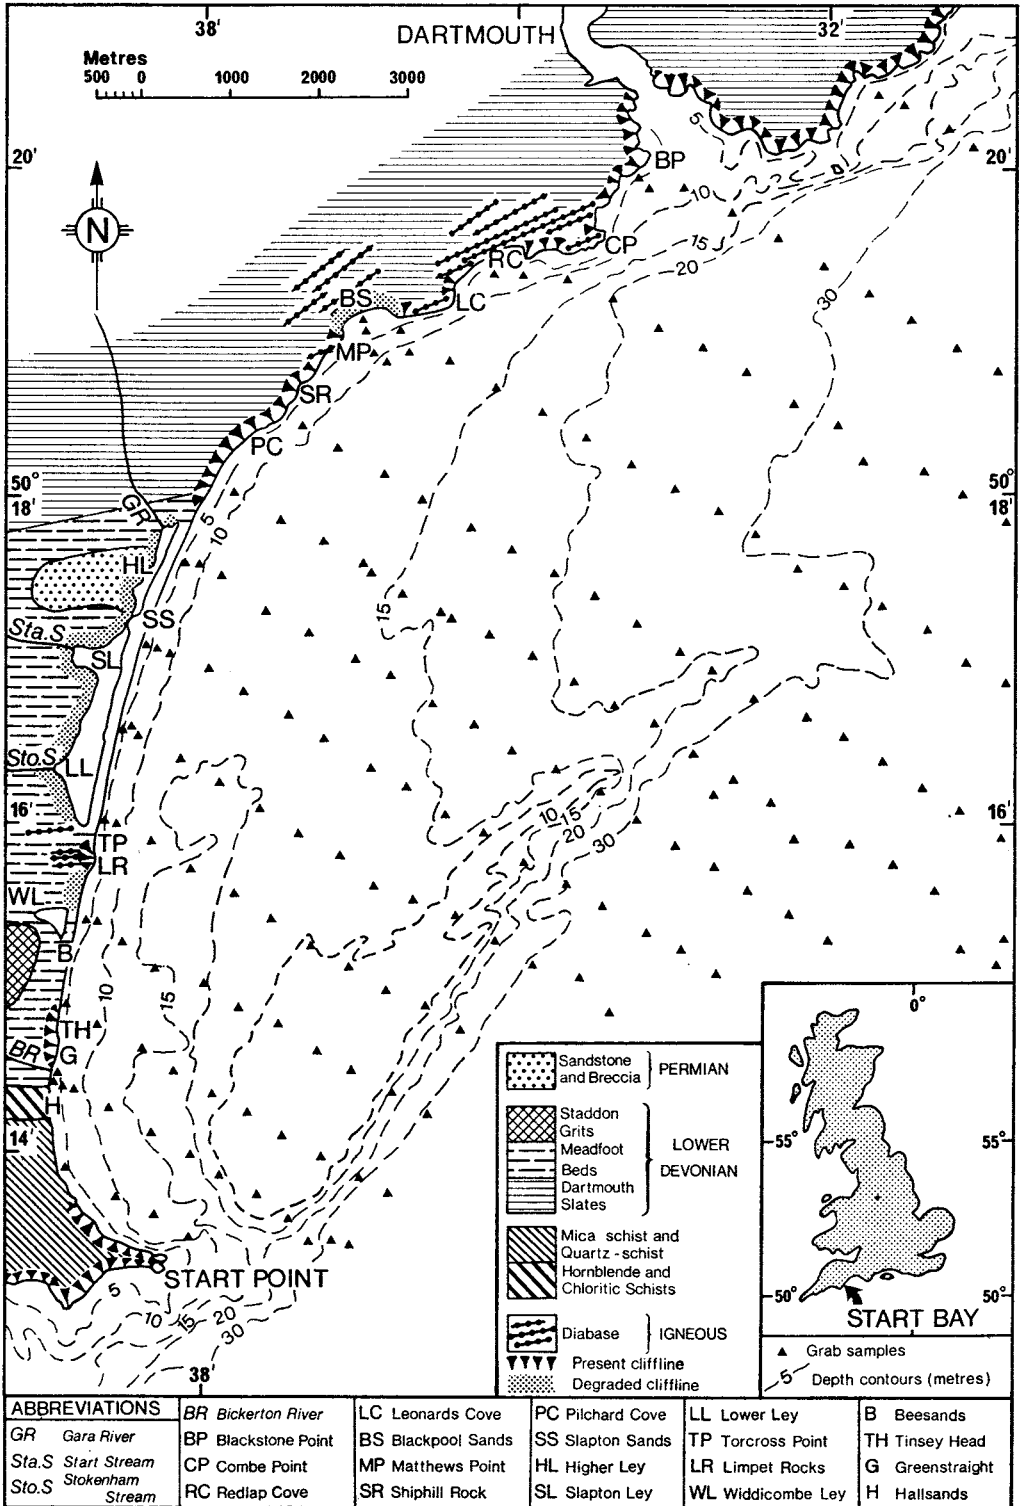 38'
DARTMOUTH
32'
Metres
500 0 1000 2000 3000
5
20'
BP
20'
10
N
15
CP
RC
20
30
BS
LC
MP
SR
PC
50°
18'
50°
18'
GR
5
10
HL
15
20
SS
Sta.S
SL
Sto.S
LL
16'
16'
10
15
20
30
TP
LR
WL
B
10
15
0°
TH
BR
G
H
14'
Sandstone
and Breccia
PERMIAN
Staddon
Grits
Meadfoot
Beds
Dartmouth
Slates
LOWER
DEVONIAN
55°
55°
Mica schist and
Quartz-schist
Hornblende and
Chloritic Schists
START POINT
5
10
15
20
30
50°
50°
START BAY
Diabase
IGNEOUS
Present cliffline
Degraded cliffline
Grab samples
5
Depth contours (metres)
38'
ABBREVIATIONS
GR Gara River
Sta.S Start Stream
Sto.S Stokenham
Stream
BR Bickerton River
BP Blackstone Point
CP Combe Point
RC Redlap Cove
LC Leonards Cove
BS Blackpool Sands
MP Matthews Point
SR Shiphill Rock
PC Pilchard Cove
SS Slapton Sands
HL Higher Ley
SL Slapton Ley
LL Lower Ley
TP Torcross Point
LR Limpet Rocks
WL Widdicombe Ley
B Beesands
TH Tinsey Head
G Greenstraight
H Hallsands